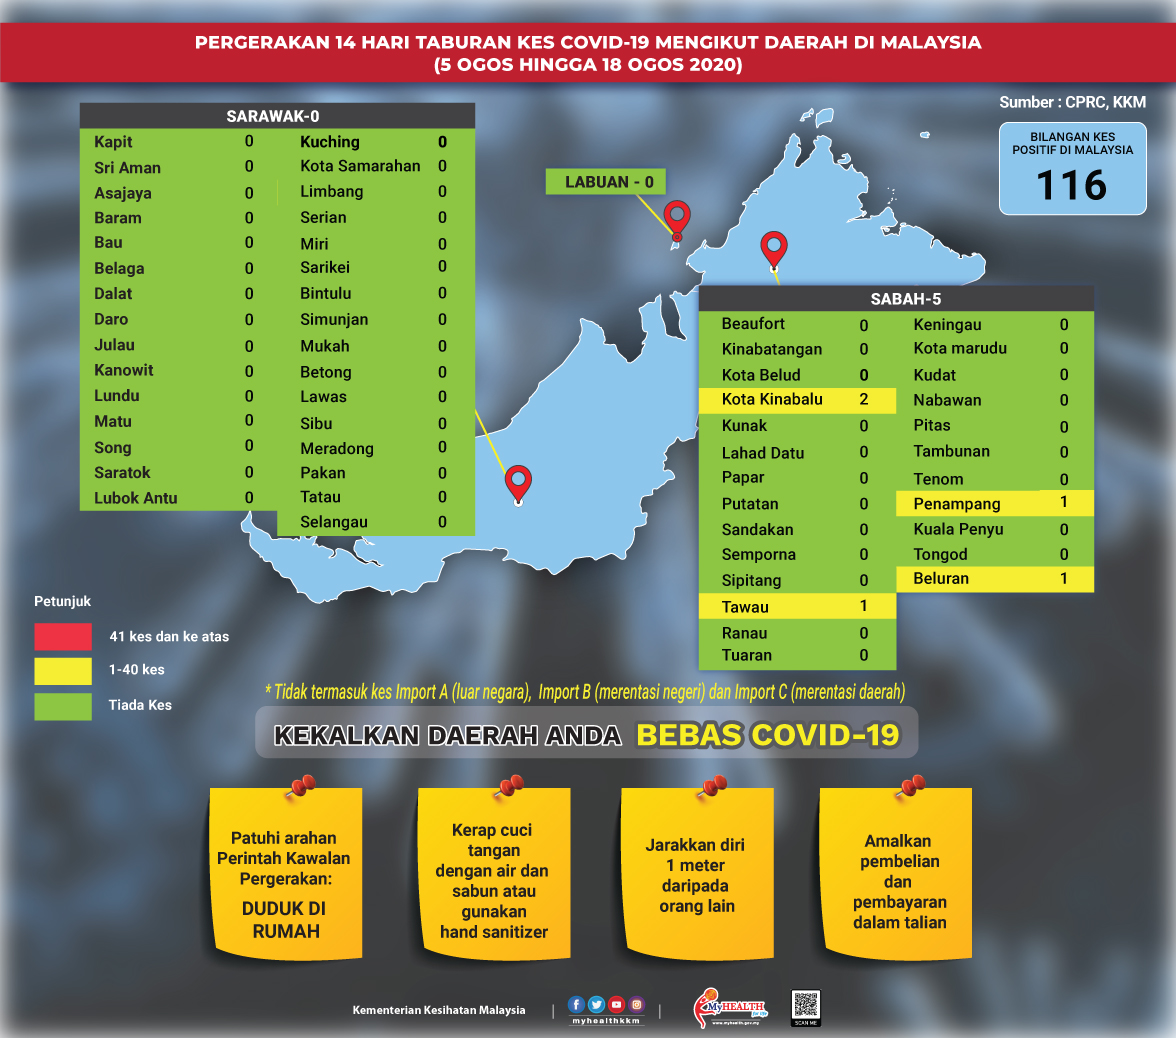 PERGERAKAN 14 HARI TABURAN KES COVID-19 MENGIKUT DAERAH DI MALAYSIA
(5 OGOS HINGGA 18 OGOS 2020)
Sumber : CPRC, KKM
BILANGAN KES
POSITIF DI MALAYSIA
116
SARAWAK-0
Kapit 0 Kuching 0
Sri Aman 0 Kota Samarahan 0
Asajaya 0 Limbang 0
Baram 0 Serian 0
Bau 0 Miri 0
Belaga 0 Sarikei 0
Dalat 0 Bintulu 0
Daro 0 Simunjan 0
Julau 0 Mukah 0
Kanowit 0 Betong 0
Lundu 0 Lawas 0
Matu 0 Sibu 0
Song 0 Meradong 0
Saratok 0 Pakan 0
Lubok Antu 0 Tatau 0
Selangau 0
LABUAN - 0
SABAH-5
Beaufort 0 Keningau 0
Kinabatangan 0 Kota marudu 0
Kota Belud 0 Kudat 0
Kota Kinabalu 2 Nabawan 0
Kunak 0 Pitas 0
Lahad Datu 0 Tambunan 0
Papar 0 Tenom 0
Putatan 0 Penampang 1
Sandakan 0 Kuala Penyu 0
Semporna 0 Tongod 0
Sipitang 0 Beluran 1
Tawau 1
Ranau 0
Tuaran 0
Petunjuk
41 kes dan ke atas
1-40 kes
Tiada Kes
* Tidak termasuk kes Import A (luar negara), Import B (merentasi negeri) dan Import C (merentasi daerah)
KEKALKAN DAERAH ANDA BEBAS COVID-19
Patuhi arahan
Perintah Kawalan
Pergerakan:
DUDUK DI
RUMAH
Kerap cuci
tangan
dengan air dan
sabun atau
gunakan
hand sanitizer
Jarakkan diri
1 meter
daripada
orang lain
Amalkan
pembelian
dan
pembayaran
dalam talian
Kementerian Kesihatan Malaysia
myhealthkkm
MyHEALTH
for life
www.myhealth.gov.my
SCAN ME